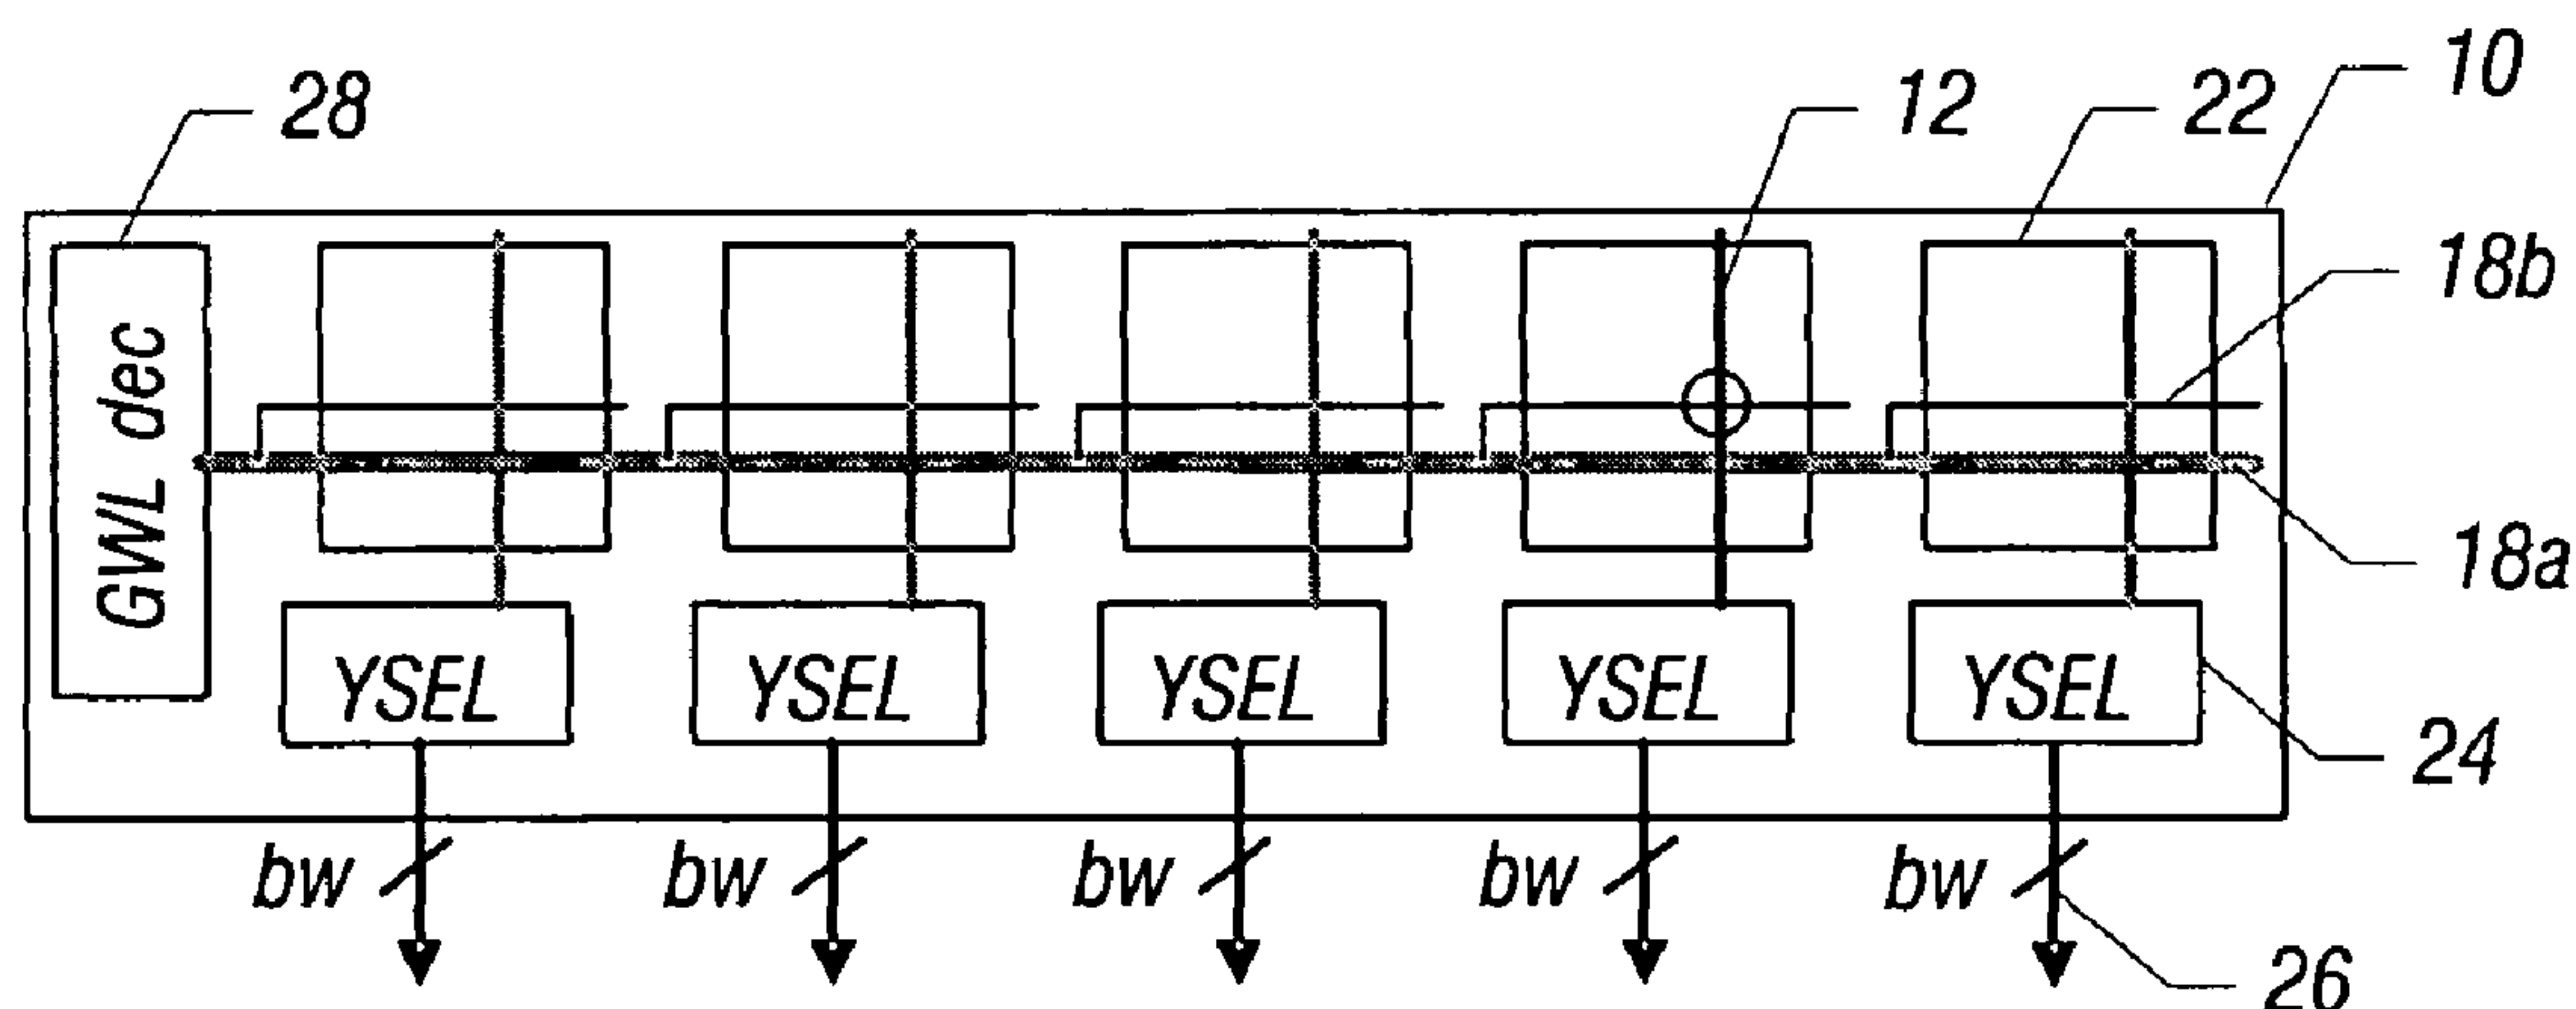 10
28
12
22
18b
GWL dec
18a
YSEL YSEL YSEL YSEL YSEL
24
bw bw bw bw bw
26